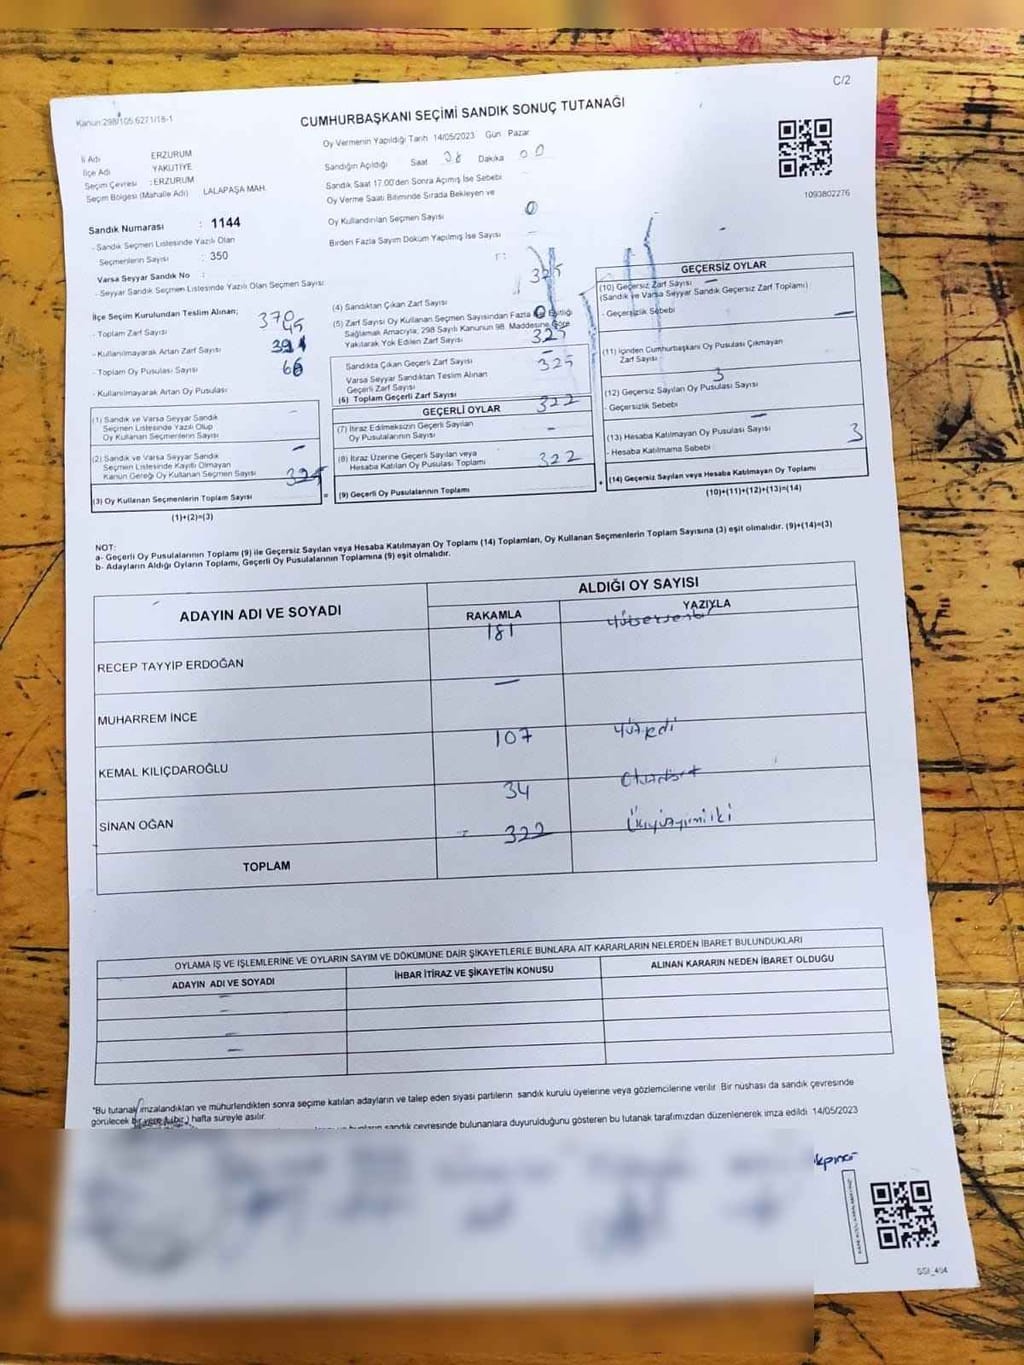 C/2
Kanun:298/105.6271/18-1
CUMHURBAŞKANI SEÇİMİ SANDIK SONUÇ TUTANAĞI
Oy Vermenin Yapıldığı Tarih 14/05/2023 Gün Pazar
İl Adı ERZURUM
İlçe Adı YAKUTİYE
Seçim Çevresi : ERZURUM
Seçim Bölgesi (Mahalle Adı) LALAPAŞA MAH.
Sandığın Açıldığı Saat 08 Dakika 00
Sandık Saat 17.00'den Sonra Açılmış İse Sebebi
Oy Verme Saati Bitiminde Sırada Bekleyen ve
Oy Kullandırılan Seçmen Sayısı 0
Birden Fazla Sayım Döküm Yapılmış İse Sayısı
1093802276
Sandık Numarası : 1144
- Sandık Seçmen Listesinde Yazılı Olan
Seçmenlerin Sayısı : 350
Varsa Seyyar Sandık No :
- Seyyar Sandık Seçmen Listesinde Yazılı Olan Seçmen Sayısı:
İlçe Seçim Kurulundan Teslim Alınan;
370
- Toplam Zarf Sayısı
45
- Kullanılmayarak Artan Zarf Sayısı
- Toplam Oy Pusulası Sayısı
66
- Kullanılmayarak Artan Oy Pusulası
(1) Sandık ve Varsa Seyyar Sandık
Seçmen Listesinde Yazılı Olup
Oy Kullanan Seçmenlerin Sayısı
(2) Sandık ve Varsa Seyyar Sandık
Seçmen Listesinde Kayıtlı Olmayan
Kanun Gereği Oy Kullanan Seçmen Sayısı
325
(3) Oy Kullanan Seçmenlerin Toplam Sayısı
(1)+(2)=(3)
325
(4) Sandıktan Çıkan Zarf Sayısı
0
(5) Zarf Sayısı Oy Kullanan Seçmen Sayısından Fazla Eşitliği
Sağlamak Amacıyla; 298 Sayılı Kanunun 98. Maddesine Göre
Yakılarak Yok Edilen Zarf Sayısı
325
Sandıkta Çıkan Geçerli Zarf Sayısı
Varsa Seyyar Sandıktan Teslim Alınan
Geçerli Zarf Sayısı
325
(6) Toplam Geçerli Zarf Sayısı
GEÇERLİ OYLAR
322
(7) İtiraz Edilmeksizin Geçerli Sayılan
Oy Pusulalarının Sayısı
(8) İtiraz Üzerine Geçerli Sayılan veya
Hesaba Katılan Oy Pusulası Toplamı
322
(9) Geçerli Oy Pusulalarının Toplamı
GEÇERSİZ OYLAR
(10) Geçersiz Zarf Sayısı
(Sandık ve Varsa Seyyar Sandık Geçersiz Zarf Toplamı)
- Geçersizlik Sebebi
(11) İçinden Cumhurbaşkanı Oy Pusulası Çıkmayan
Zarf Sayısı
3
(12) Geçersiz Sayılan Oy Pusulası Sayısı
- Geçersizlik Sebebi
(13) Hesaba Katılmayan Oy Pusulası Sayısı
- Hesaba Katılmama Sebebi
3
(14) Geçersiz Sayılan veya Hesaba Katılmayan Oy Toplamı
(10)+(11)+(12)+(13)=(14)
NOT:
a- Geçerli Oy Pusulalarının Toplamı (9) ile Geçersiz Sayılan veya Hesaba Katılmayan Oy Toplamı (14) Toplamları, Oy Kullanan Seçmenlerin Toplam Sayısına (3) eşit olmalıdır. (9)+(14)=(3)
b- Adayların Aldığı Oyların Toplamı, Geçerli Oy Pusulalarının Toplamına (9) eşit olmalıdır.
ADAYIN ADI VE SOYADI
ALDIĞI OY SAYISI
RAKAMLA YAZIYLA
181
RECEP TAYYİP ERDOĞAN
MUHARREM İNCE
107 yüzyedi
KEMAL KILIÇDAROĞLU
34 otuzdört
SİNAN OĞAN
= 322 Üçyüzyirmiiki
TOPLAM
OYLAMA İŞ VE İŞLEMLERİNE VE OYLARIN SAYIM VE DÖKÜMÜNE DAİR ŞİKAYETLERLE BUNLARA AİT KARARLARIN NELERDEN İBARET BULUNDUKLARI
ADAYIN ADI VE SOYADI İHBAR İTİRAZ VE ŞİKAYETİN KONUSU ALINAN KARARIN NEDEN İBARET OLDUĞU
"Bu tutanak imzalandıktan ve mühürlendikten sonra seçime katılan adayların ve talep eden siyasi partilerin sandık kurulu üyelerine veya gözlemcilerine verilir. Bir nüshası da sandık çevresinde
görülecek bir yere (bir) hafta süreyle asılır.
sandık çevresinde bulunanlara duyurulduğunu gösteren bu tutanak tarafımızdan düzenlenerek imza edildi. 14/05/2023